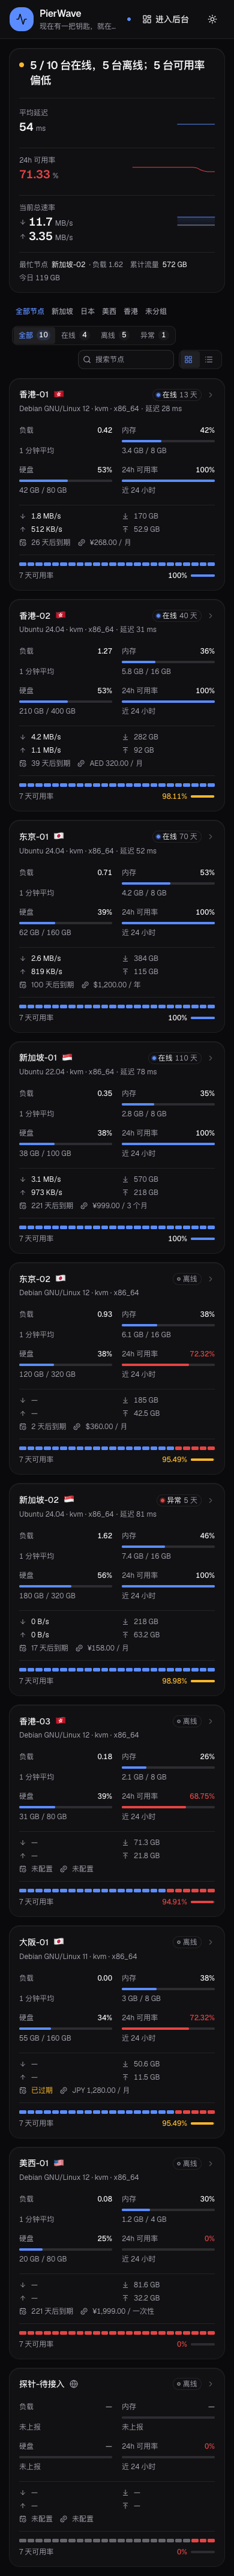 PierWave
现在有一把钥匙，就在...
进入后台
5 / 10 台在线，5 台离线；5 台可用率偏低
平均延迟
54 ms
24h 可用率
71.33 %
当前总速率
↓ 11.7 MB/s
↑ 3.35 MB/s
最忙节点 新加坡-02 · 负载 1.62 累计流量 572 GB
今日 119 GB
全部节点 新加坡 日本 美西 香港 未分组
全部 10 在线 4 离线 5 异常 1
搜索节点
香港-01 在线 13 天
Debian GNU/Linux 12 · kvm · x86_64 · 延迟 28 ms
负载 0.42 内存 42%
1 分钟平均 3.4 GB / 8 GB
硬盘 53% 24h 可用率 100%
42 GB / 80 GB 近 24 小时
↓ 1.8 MB/s 170 GB
↑ 512 KB/s 52.9 GB
26 天后到期 ¥268.00 / 月
7 天可用率 100%
香港-02 在线 40 天
Ubuntu 24.04 · kvm · x86_64 · 延迟 31 ms
负载 1.27 内存 36%
1 分钟平均 5.8 GB / 16 GB
硬盘 53% 24h 可用率 100%
210 GB / 400 GB 近 24 小时
↓ 4.2 MB/s 282 GB
↑ 1.1 MB/s 92 GB
39 天后到期 AED 320.00 / 月
7 天可用率 98.11%
东京-01 在线 70 天
Ubuntu 24.04 · kvm · x86_64 · 延迟 52 ms
负载 0.71 内存 53%
1 分钟平均 4.2 GB / 8 GB
硬盘 39% 24h 可用率 100%
62 GB / 160 GB 近 24 小时
↓ 2.6 MB/s 384 GB
↑ 819 KB/s 115 GB
100 天后到期 $1,200.00 / 年
7 天可用率 100%
新加坡-01 在线 110 天
Ubuntu 22.04 · kvm · x86_64 · 延迟 78 ms
负载 0.35 内存 35%
1 分钟平均 2.8 GB / 8 GB
硬盘 38% 24h 可用率 100%
38 GB / 100 GB 近 24 小时
↓ 3.1 MB/s 570 GB
↑ 973 KB/s 218 GB
221 天后到期 ¥999.00 / 3 个月
7 天可用率 100%
东京-02 离线
Debian GNU/Linux 12 · kvm · x86_64
负载 0.93 内存 38%
1 分钟平均 6.1 GB / 16 GB
硬盘 38% 24h 可用率 72.32%
120 GB / 320 GB 近 24 小时
↓ — 185 GB
↑ — 42.5 GB
2 天后到期 $360.00 / 月
7 天可用率 95.49%
新加坡-02 异常 5 天
Ubuntu 24.04 · kvm · x86_64 · 延迟 81 ms
负载 1.62 内存 46%
1 分钟平均 7.4 GB / 16 GB
硬盘 56% 24h 可用率 100%
180 GB / 320 GB 近 24 小时
↓ 0 B/s 218 GB
↑ 0 B/s 63.2 GB
17 天后到期 ¥158.00 / 月
7 天可用率 98.98%
香港-03 离线
Debian GNU/Linux 12 · kvm · x86_64
负载 0.18 内存 26%
1 分钟平均 2.1 GB / 8 GB
硬盘 39% 24h 可用率 68.75%
31 GB / 80 GB 近 24 小时
↓ — 71.3 GB
↑ — 21.8 GB
未配置 未配置
7 天可用率 94.91%
大阪-01 离线
Debian GNU/Linux 11 · kvm · x86_64
负载 0.00 内存 38%
1 分钟平均 3 GB / 8 GB
硬盘 34% 24h 可用率 72.32%
55 GB / 160 GB 近 24 小时
↓ — 50.6 GB
↑ — 11.5 GB
已过期 JPY 1,280.00 / 月
7 天可用率 95.49%
美西-01 离线
Debian GNU/Linux 12 · kvm · x86_64
负载 0.08 内存 30%
1 分钟平均 1.2 GB / 4 GB
硬盘 25% 24h 可用率 0%
20 GB / 80 GB 近 24 小时
↓ — 81.6 GB
↑ — 32.2 GB
221 天后到期 ¥1,999.00 / 一次性
7 天可用率 0%
探针-待接入 离线
负载 — 内存 —
未上报 未上报
硬盘 — 24h 可用率 0%
未上报 近 24 小时
↓ — —
↑ — —
未配置 未配置
7 天可用率 0%